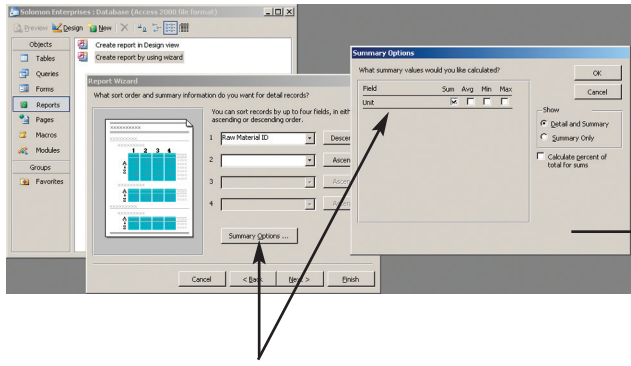 Solomon Enterprises : Database (Access 2000 file format)
Preview Design New
Objects
Tables
Queries
Forms
Reports
Pages
Macros
Modules
Groups
Favorites
Create report in Design view
Create report by using wizard
Report Wizard
What sort order and summary information do you want for detail records?
You can sort records by up to four fields, in eith
ascending or descending order.
1 Raw Material ID Descen
2 Ascen
3 Ascen
4 Ascen
Summary Options ...
Cancel < Back Next > Finish
Summary Options
What summary values would you like calculated?
Field Sum Avg Min Max
Unit
OK
Cancel
Show
Detail and Summary
Summary Only
Calculate percent of
total for sums